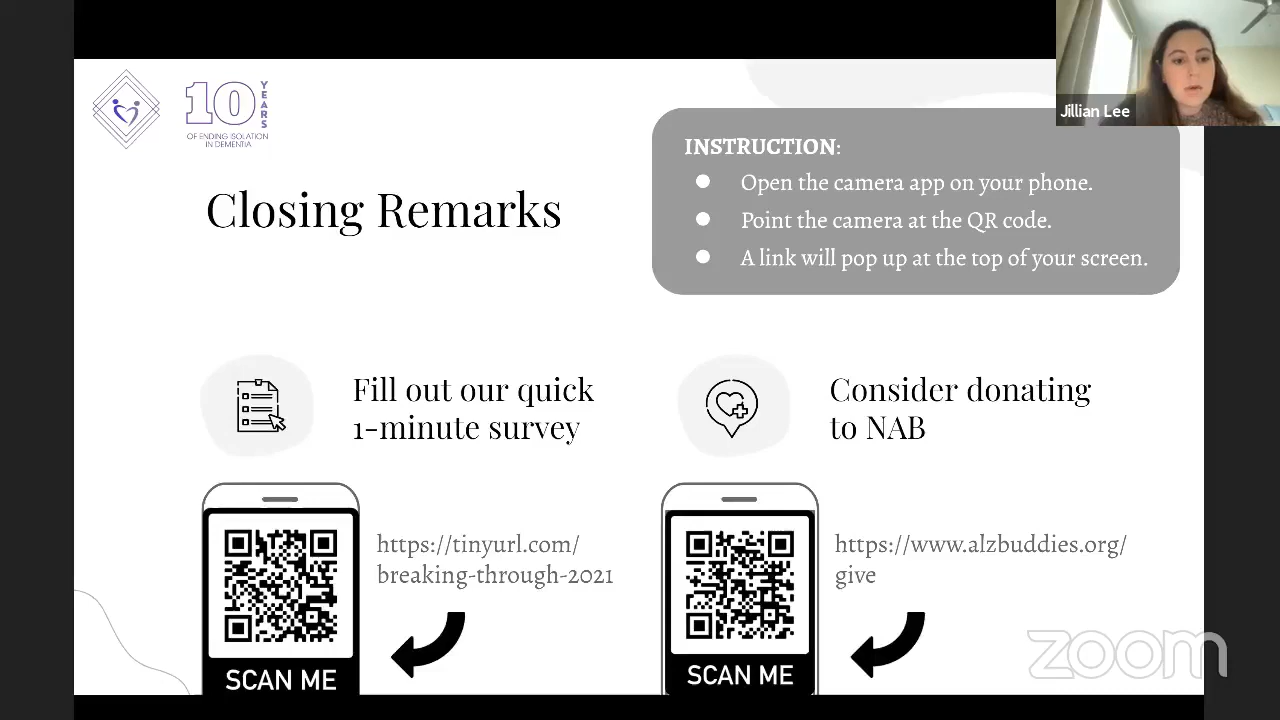 10 YEARS
OF ENDING ISOLATION
IN DEMENTIA
Jillian Lee
Closing Remarks
INSTRUCTION:
Open the camera app on your phone.
Point the camera at the QR code.
A link will pop up at the top of your screen.
Fill out our quick
1-minute survey
https://tinyurl.com/
breaking-through-2021
SCAN ME
Consider donating
to NAB
https://www.alzbuddies.org/
give
SCAN ME
zoom